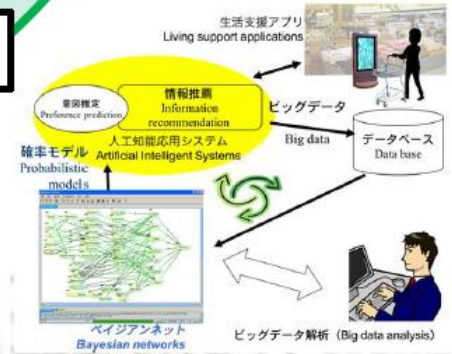 生活支援アプリ
Living support applications
意図推定
Preference prediction
情報推薦
Information
recommendation
人工知能応用システム
Artificial Intelligent Systems
ビッグデータ
Big data
データベース
Data base
確率モデル
Probabilistic
models
ベイジアンネット
Bayesian networks
ビッグデータ解析（Big data analysis）